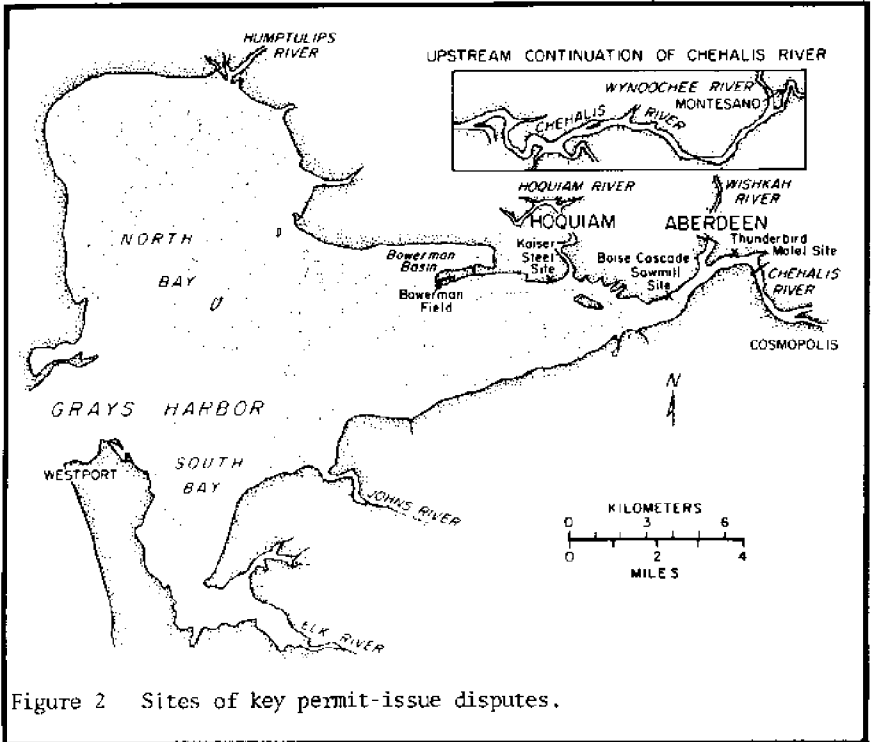 HUMPTULIPS
RIVER
UPSTREAM CONTINUATION OF CHEHALIS RIVER
WYNOOCHEE RIVER
MONTESANO
CHEHALIS
RIVER
HOQUIAM RIVER
WISHKAH
RIVER
HOQUIAM
ABERDEEN
NORTH
BAY
Bowerman
Basin
Bowerman
Field
Kaiser
Steel
Site
Boise Cascade
Sawmill
Site
Thunderbird
Motel Site
CHEHALIS
RIVER
COSMOPOLIS
N
GRAYS HARBOR
WESTPORT
SOUTH
BAY
JOHNS RIVER
ELK RIVER
KILOMETERS
0 3 6
0 2 4
MILES
Figure 2 Sites of key permit-issue disputes.